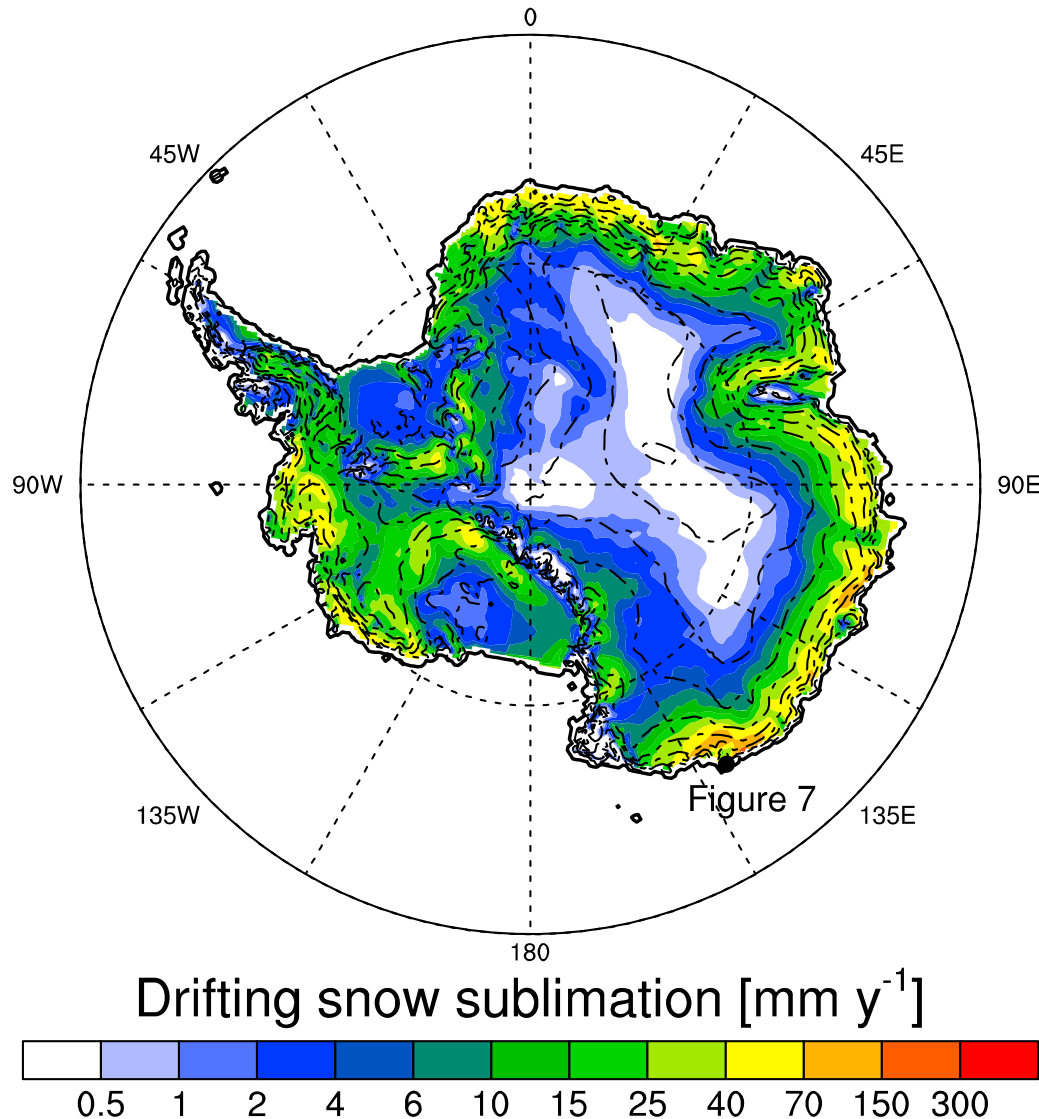 0
45W 45E
90W 90E
Figure 7
135W 135E
180
Drifting snow sublimation [mm y-1]
0.5 1 2 4 6 10 15 25 40 70 150 300